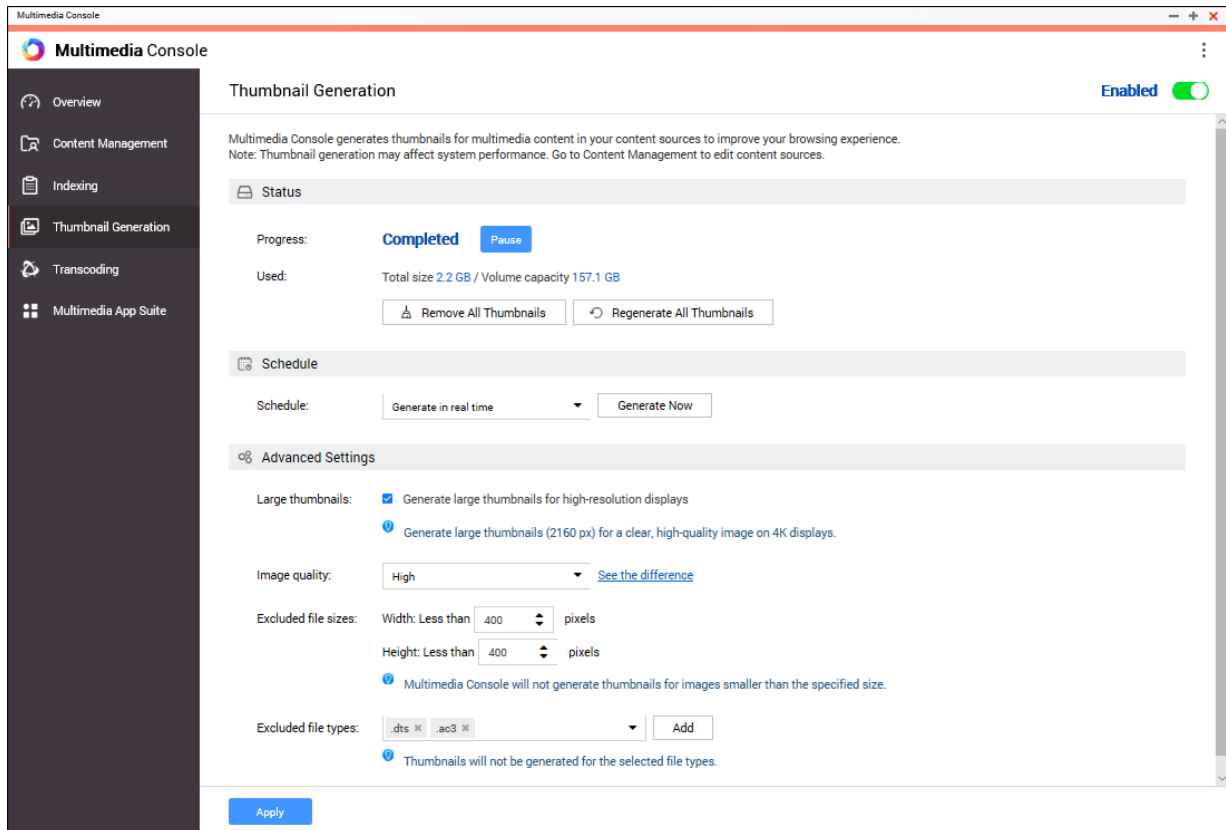 Multimedia Console
Multimedia Console
Overview
Content Management
Indexing
Thumbnail Generation
Transcoding
Multimedia App Suite
Thumbnail Generation
Enabled
Multimedia Console generates thumbnails for multimedia content in your content sources to improve your browsing experience.
Note: Thumbnail generation may affect system performance. Go to Content Management to edit content sources.
Status
Progress: Completed Pause
Used: Total size 2.2 GB / Volume capacity 157.1 GB
Remove All Thumbnails Regenerate All Thumbnails
Schedule
Schedule: Generate in real time Generate Now
Advanced Settings
Large thumbnails: Generate large thumbnails for high-resolution displays
Generate large thumbnails (2160 px) for a clear, high-quality image on 4K displays.
Image quality: High See the difference
Excluded file sizes: Width: Less than 400 pixels
Height: Less than 400 pixels
Multimedia Console will not generate thumbnails for images smaller than the specified size.
Excluded file types: .dts .ac3 Add
Thumbnails will not be generated for the selected file types.
Apply